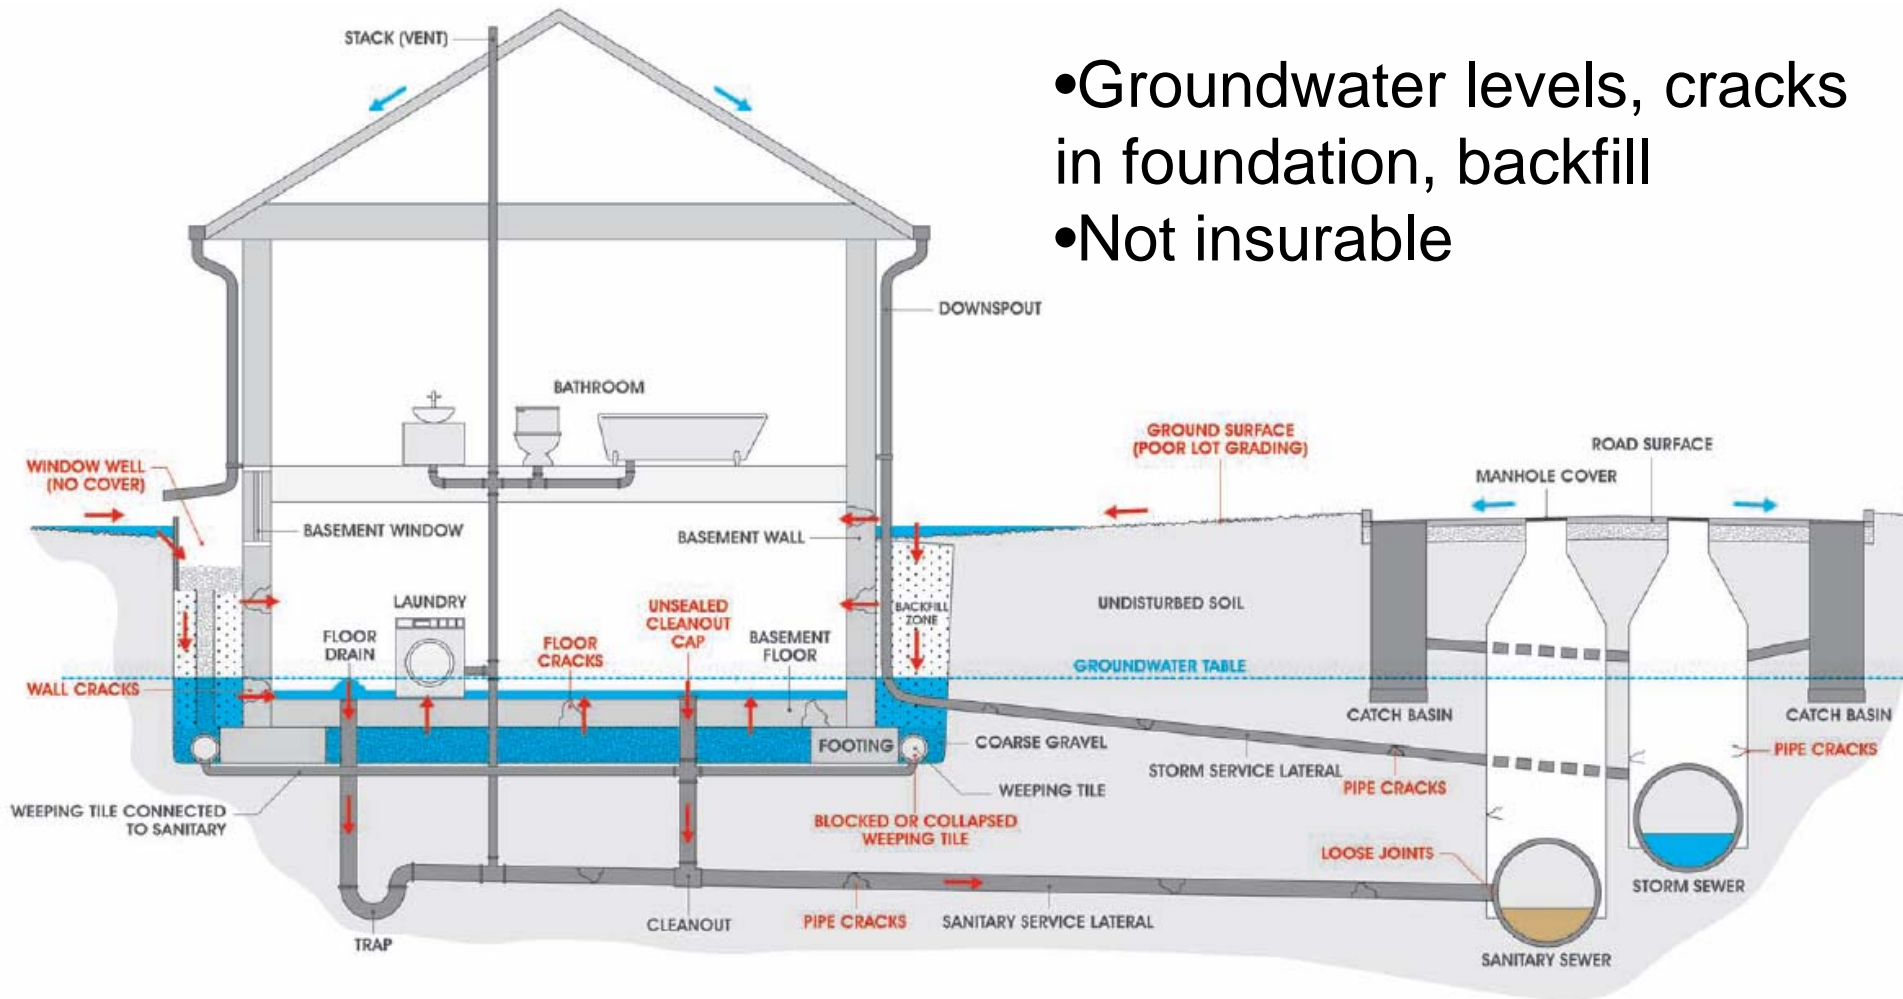 STACK (VENT)
•Groundwater levels, cracks
in foundation, backfill
•Not insurable
DOWNSPOUT
BATHROOM
WINDOW WELL
(NO COVER)
BASEMENT WINDOW
BASEMENT WALL
GROUND SURFACE
(POOR LOT GRADING)
ROAD SURFACE
MANHOLE COVER
LAUNDRY
FLOOR
DRAIN
FLOOR
CRACKS
UNSEALED
CLEANOUT
CAP
BASEMENT
FLOOR
BACKFILL
ZONE
UNDISTURBED SOIL
GROUNDWATER TABLE
WALL CRACKS
CATCH BASIN
CATCH BASIN
FOOTING
COARSE GRAVEL
STORM SERVICE LATERAL
PIPE CRACKS
PIPE CRACKS
WEEPING TILE
WEEPING TILE CONNECTED
TO SANITARY
BLOCKED OR COLLAPSED
WEEPING TILE
LOOSE JOINTS
STORM SEWER
TRAP
CLEANOUT
PIPE CRACKS
SANITARY SERVICE LATERAL
SANITARY SEWER